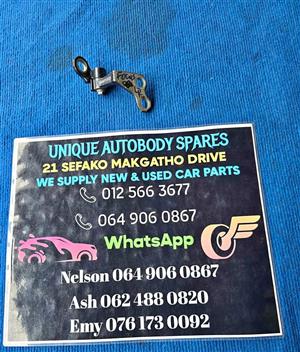 UNIQUE AUTOBODY SPARES
21 SEFAKO MAKGATHO DRIVE
WE SUPPLY NEW & USED CAR PARTS
012 566 3677
064 906 0867
WhatsApp
Nelson 064 906 0867
Ash 062 488 0820
Emy 076 173 0092